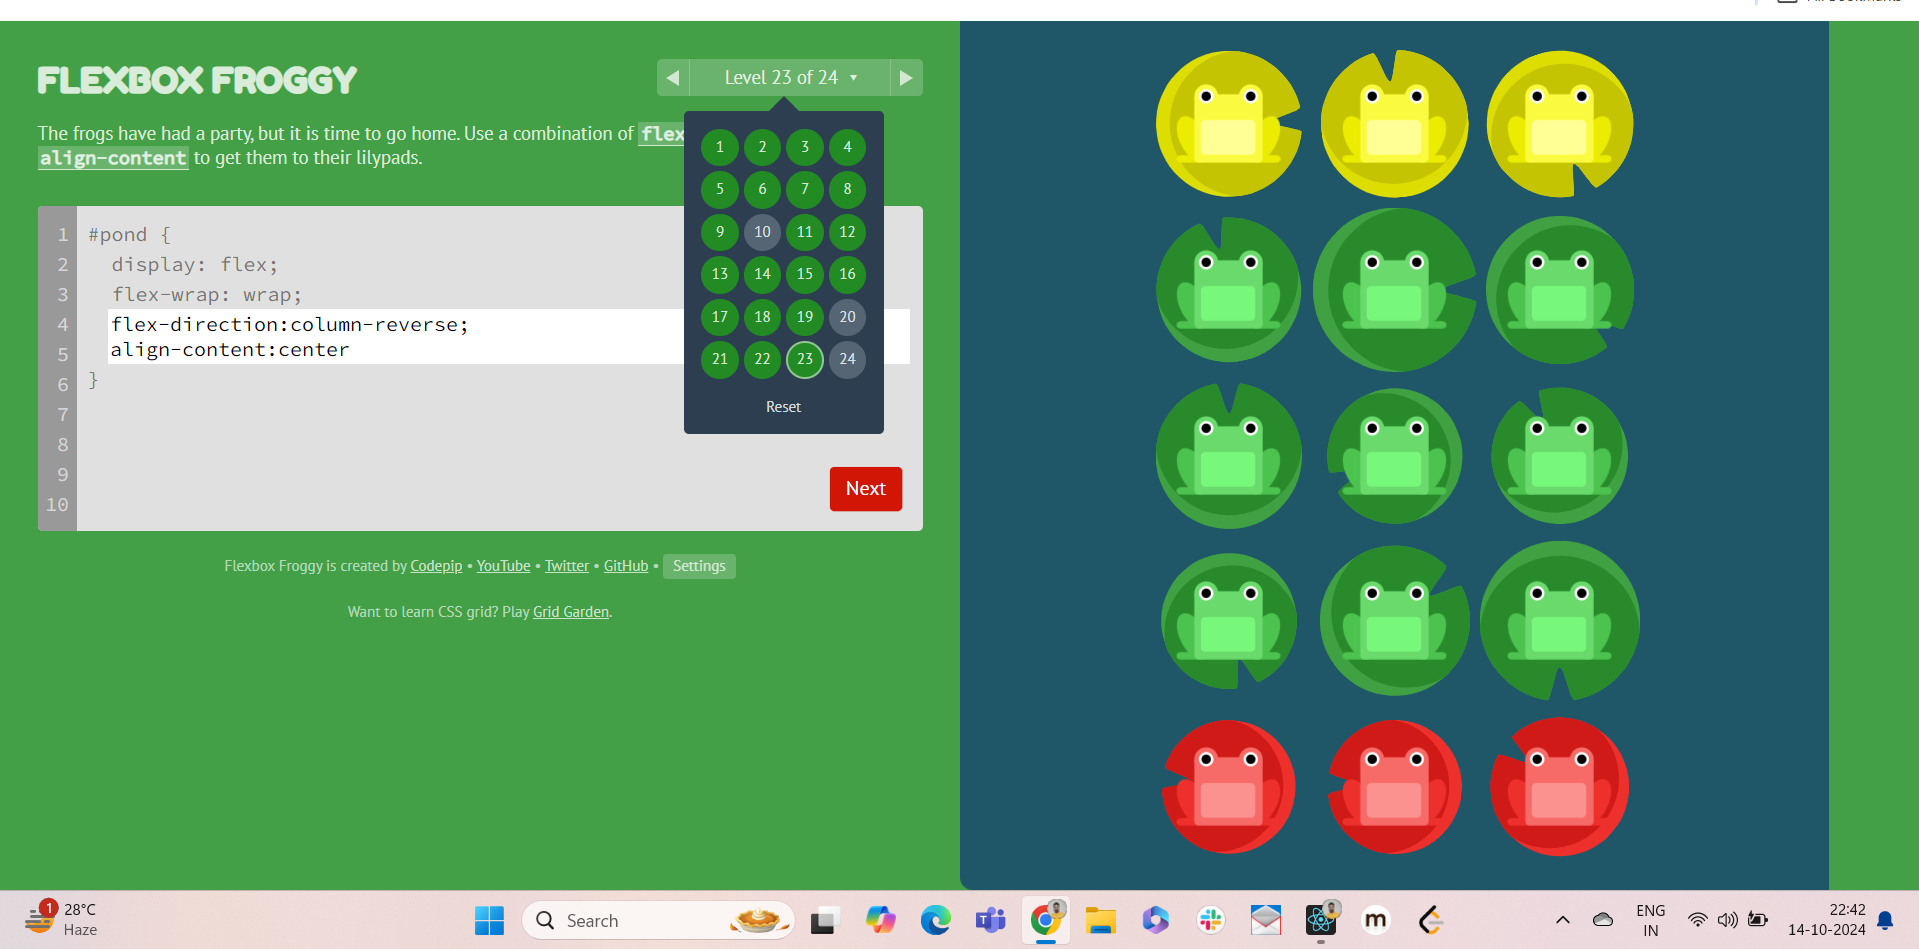 FLEXBOX FROGGY
Level 23 of 24
The frogs have had a party, but it is time to go home. Use a combination of flex
align-content to get them to their lilypads.
1 2 3 4
5 6 7 8
9 10 11 12
13 14 15 16
17 18 19 20
21 22 23 24
Reset
1 #pond {
2 display: flex;
3 flex-wrap: wrap;
4 flex-direction:column-reverse;
5 align-content:center
6 }
7
8
9
10
Next
Flexbox Froggy is created by Codepip • YouTube • Twitter • GitHub • Settings
Want to learn CSS grid? Play Grid Garden.
1
28°C
Haze
Search
m
ENG
IN
22:42
14-10-2024